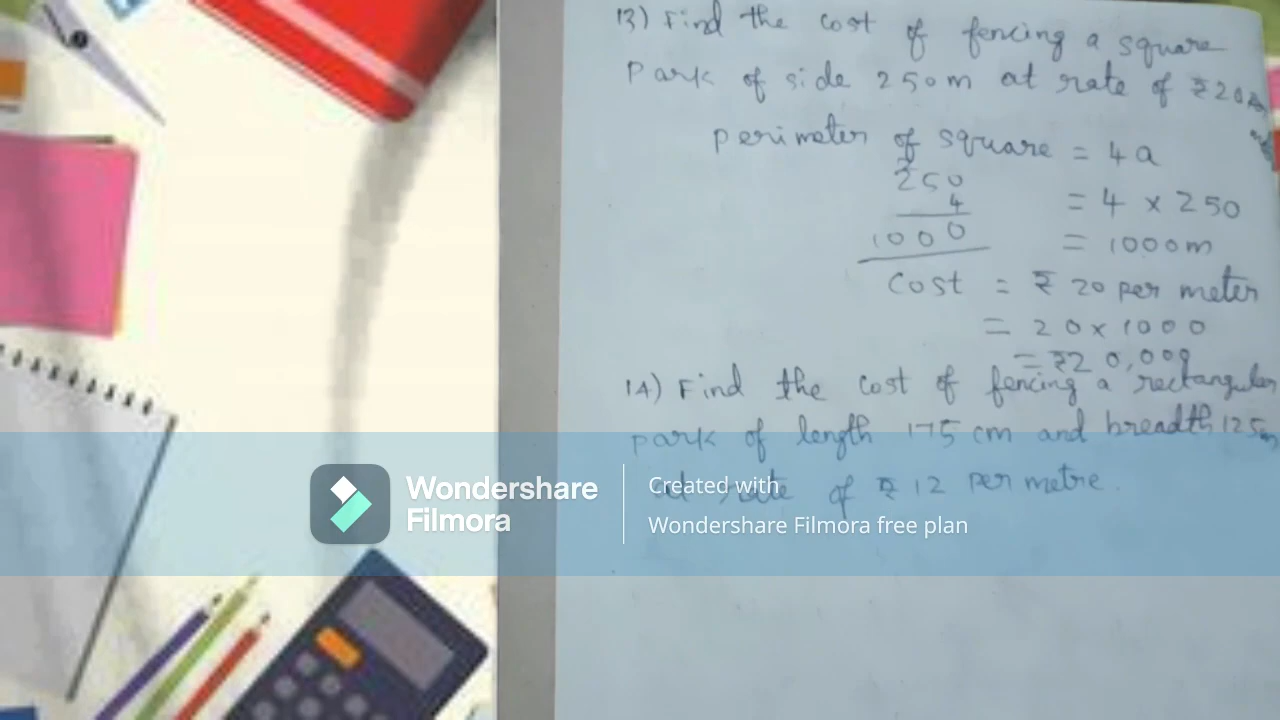 13) Find the cost of fencing a square
Park of side 250m at rate of ₹20
perimeter of square = 4a
250
4
1000
= 4 × 250
= 1000m
cost = ₹ 20 per meter
= 20 × 1000
= ₹20,000
14) Find the cost of fencing a rectangular
park of length 175 cm and breadth 125
rate of ₹ 12 per metre.
Wondershare
Filmora
Created with
Wondershare Filmora free plan